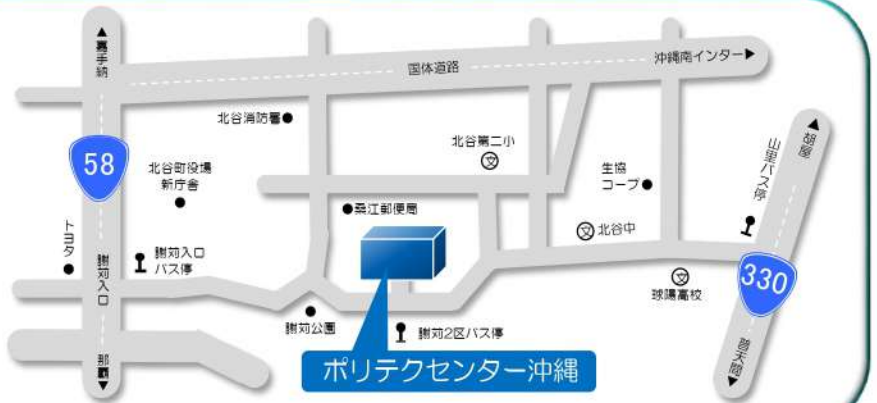 ▲嘉手納
国体道路
沖縄南インター▶
北谷消防署●
58
北谷町役場
新庁舎
北谷第二小
文
生協
コープ●
▲胡屋
山里バス停
●桑江郵便局
文 北谷中
トヨタ
謝苅入口
謝苅入口
バス停
文
球陽高校
330
謝苅公園
謝苅2区バス停
普天間▼
那覇▼
ポリテクセンター沖縄